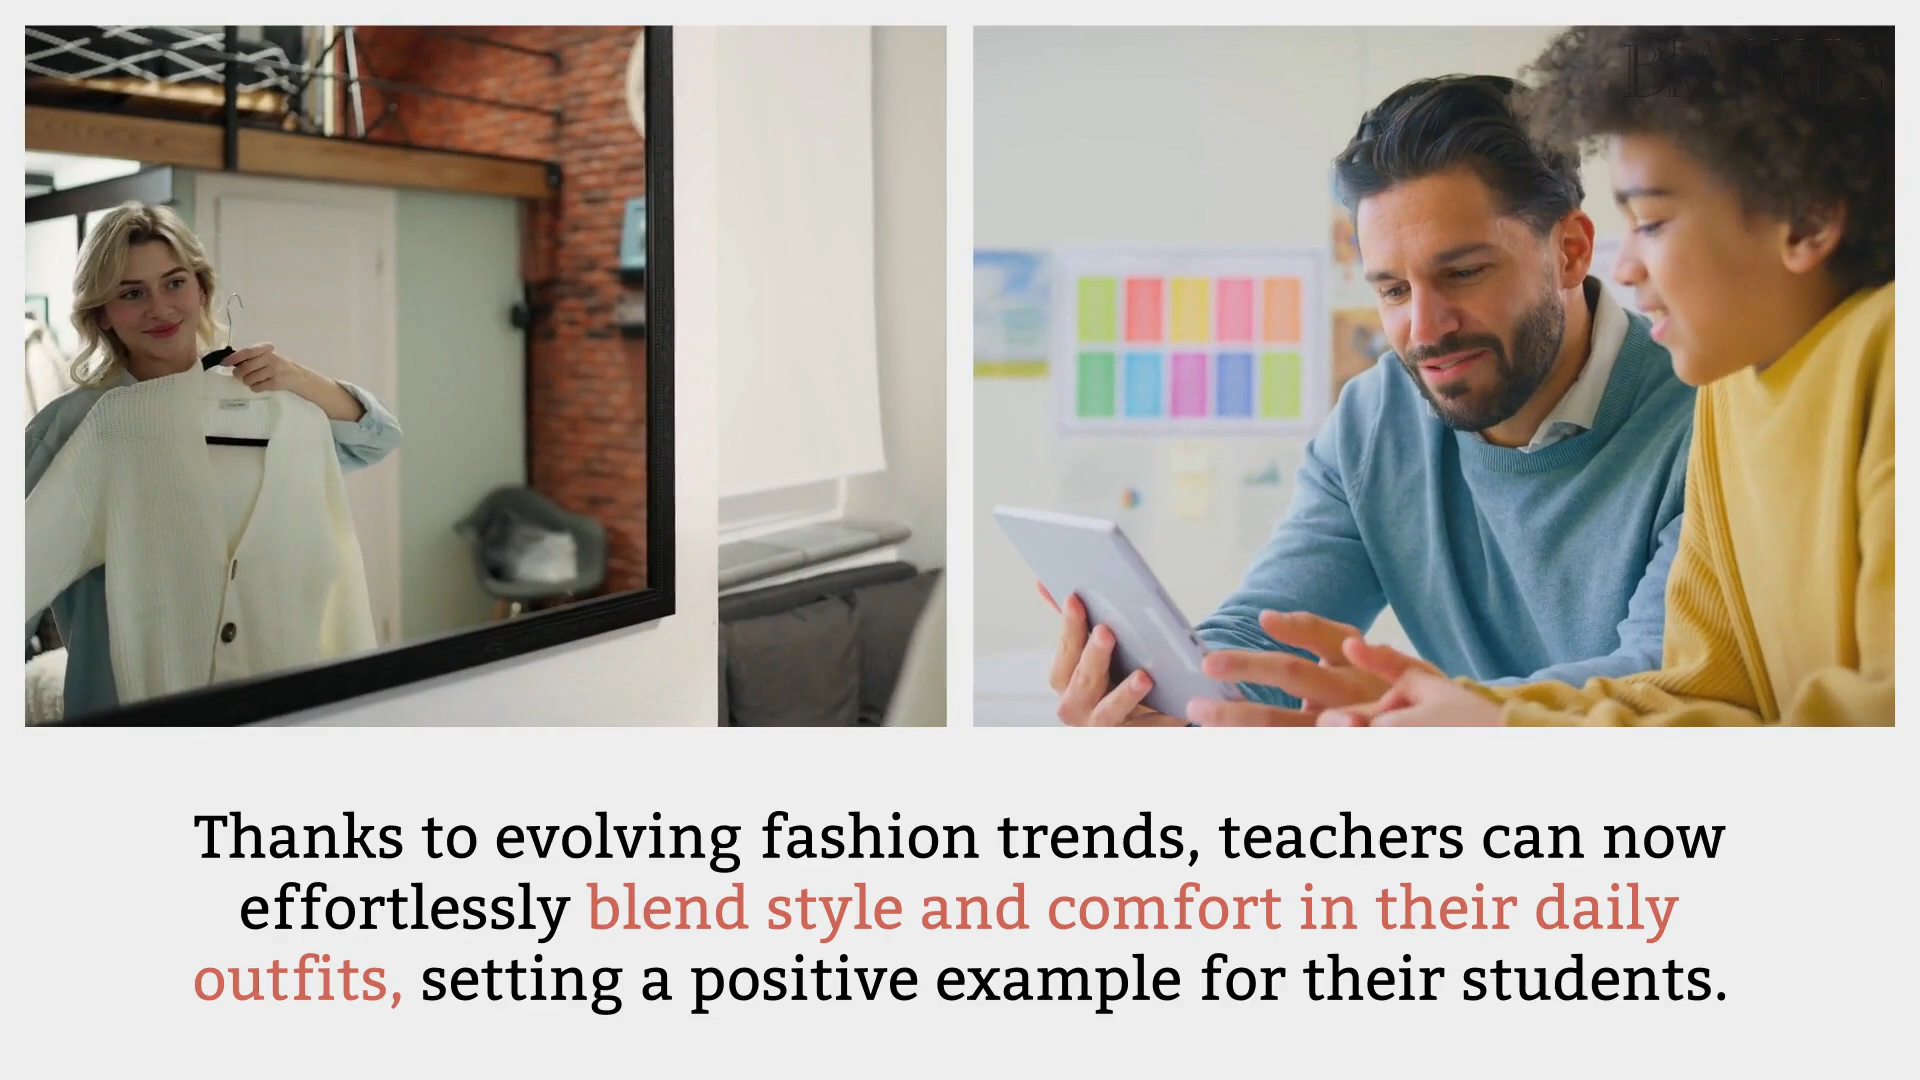 Thanks to evolving fashion trends, teachers can now
effortlessly blend style and comfort in their daily
outfits, setting a positive example for their students.